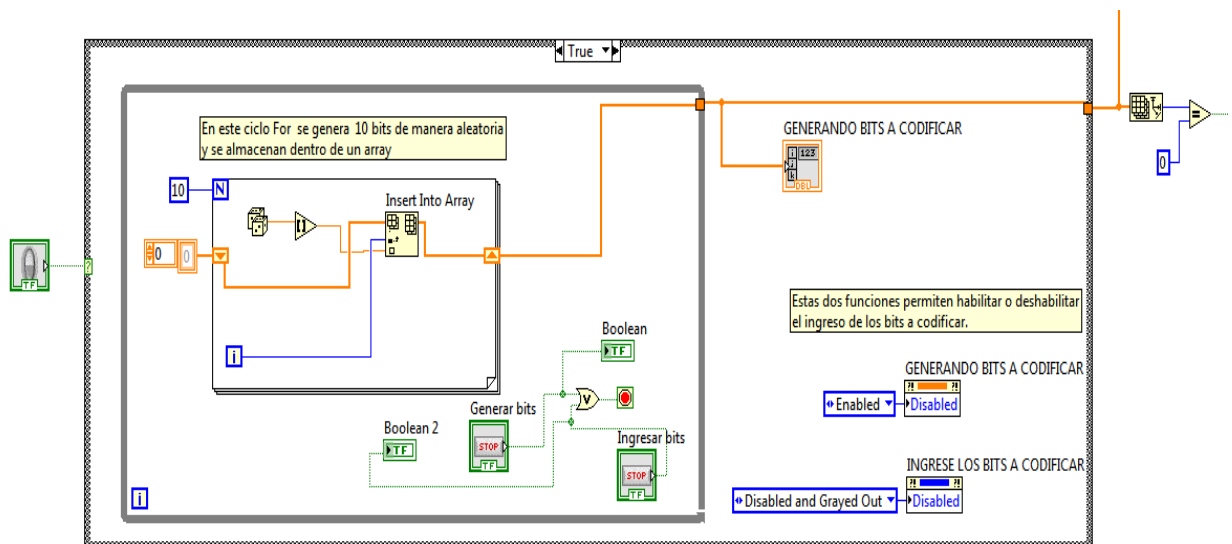 True
En este ciclo For se genera 10 bits de manera aleatoria
y se almacenan dentro de un array
GENERANDO BITS A CODIFICAR
i 123
j
k
DBL
10
N
Insert Into Array
0
0
0
TF
?
Estas dos funciones permiten habilitar o deshabilitar
el ingreso de los bits a codificar.
i
Boolean
TF
GENERANDO BITS A CODIFICAR
Enabled
Disabled
Generar bits
STOP
TF
V
Boolean 2
TF
Ingresar bits
STOP
TF
INGRESE LOS BITS A CODIFICAR
Disabled and Grayed Out
Disabled
i